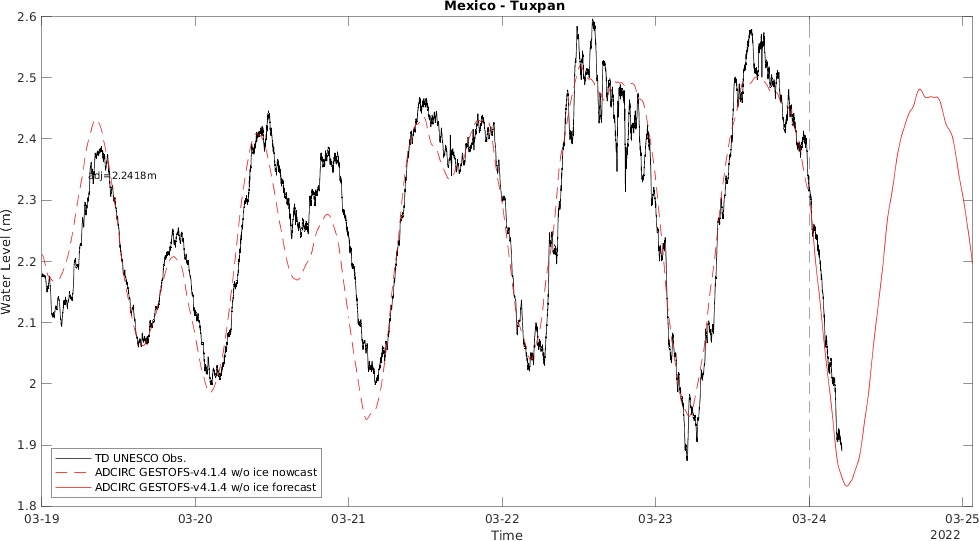 Mexico - Tuxpan
2.6
2.5
2.4
2.3
2.2
2.1
2
1.9
1.8
Water Level (m)
adj=2.2418m
TD UNESCO Obs.
ADCIRC GESTOFS-v4.1.4 w/o ice nowcast
ADCIRC GESTOFS-v4.1.4 w/o ice forecast
03-19 03-20 03-21 03-22 03-23 03-24 03-25
Time
2022